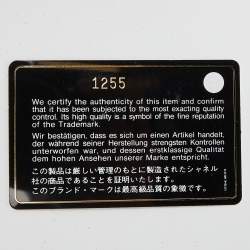 1255
We certify the authenticity of this item and confirm
that it has been subjected to the most exacting quality
control. Its high quality is a symbol of the fine reputation
of the Trademark.
Wir bestätigen, dass es sich um einen Artikel handelt,
der während seiner Herstellung strengsten Kontrollen
unterworfen war, und dessen erstklassige Qualität
dem hohen Ansehen unserer Marke entspricht.
この製品は厳しい管理のもとに製造されたシャネル
社の商品であることを証明いたします。
このブランド・マークは最高級品質の象徴です。